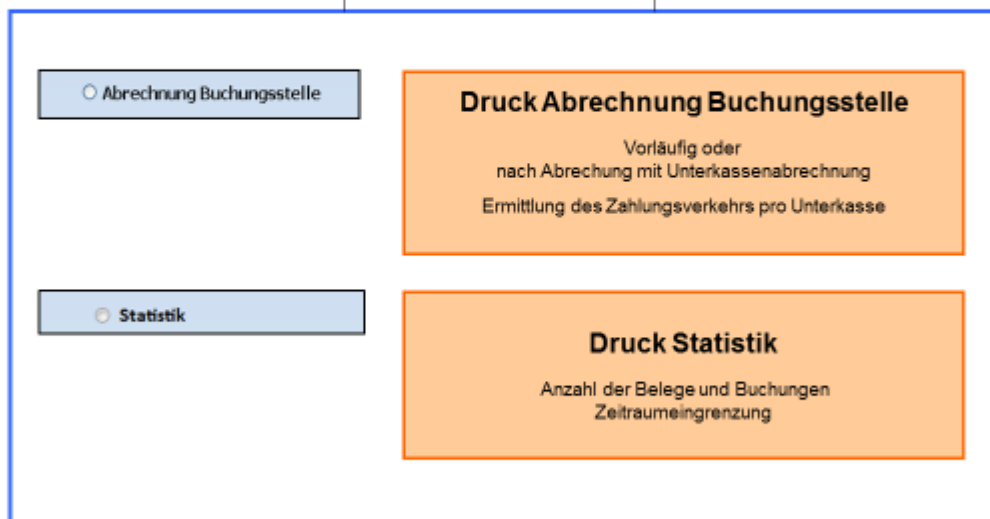 Abrechnung Buchungsstelle
Druck Abrechnung Buchungsstelle
Vorläufig oder
nach Abrechung mit Unterkassenabrechnung
Ermittlung des Zahlungsverkehrs pro Unterkasse
Statistik
Druck Statistik
Anzahl der Belege und Buchungen
Zeitraumeingrenzung